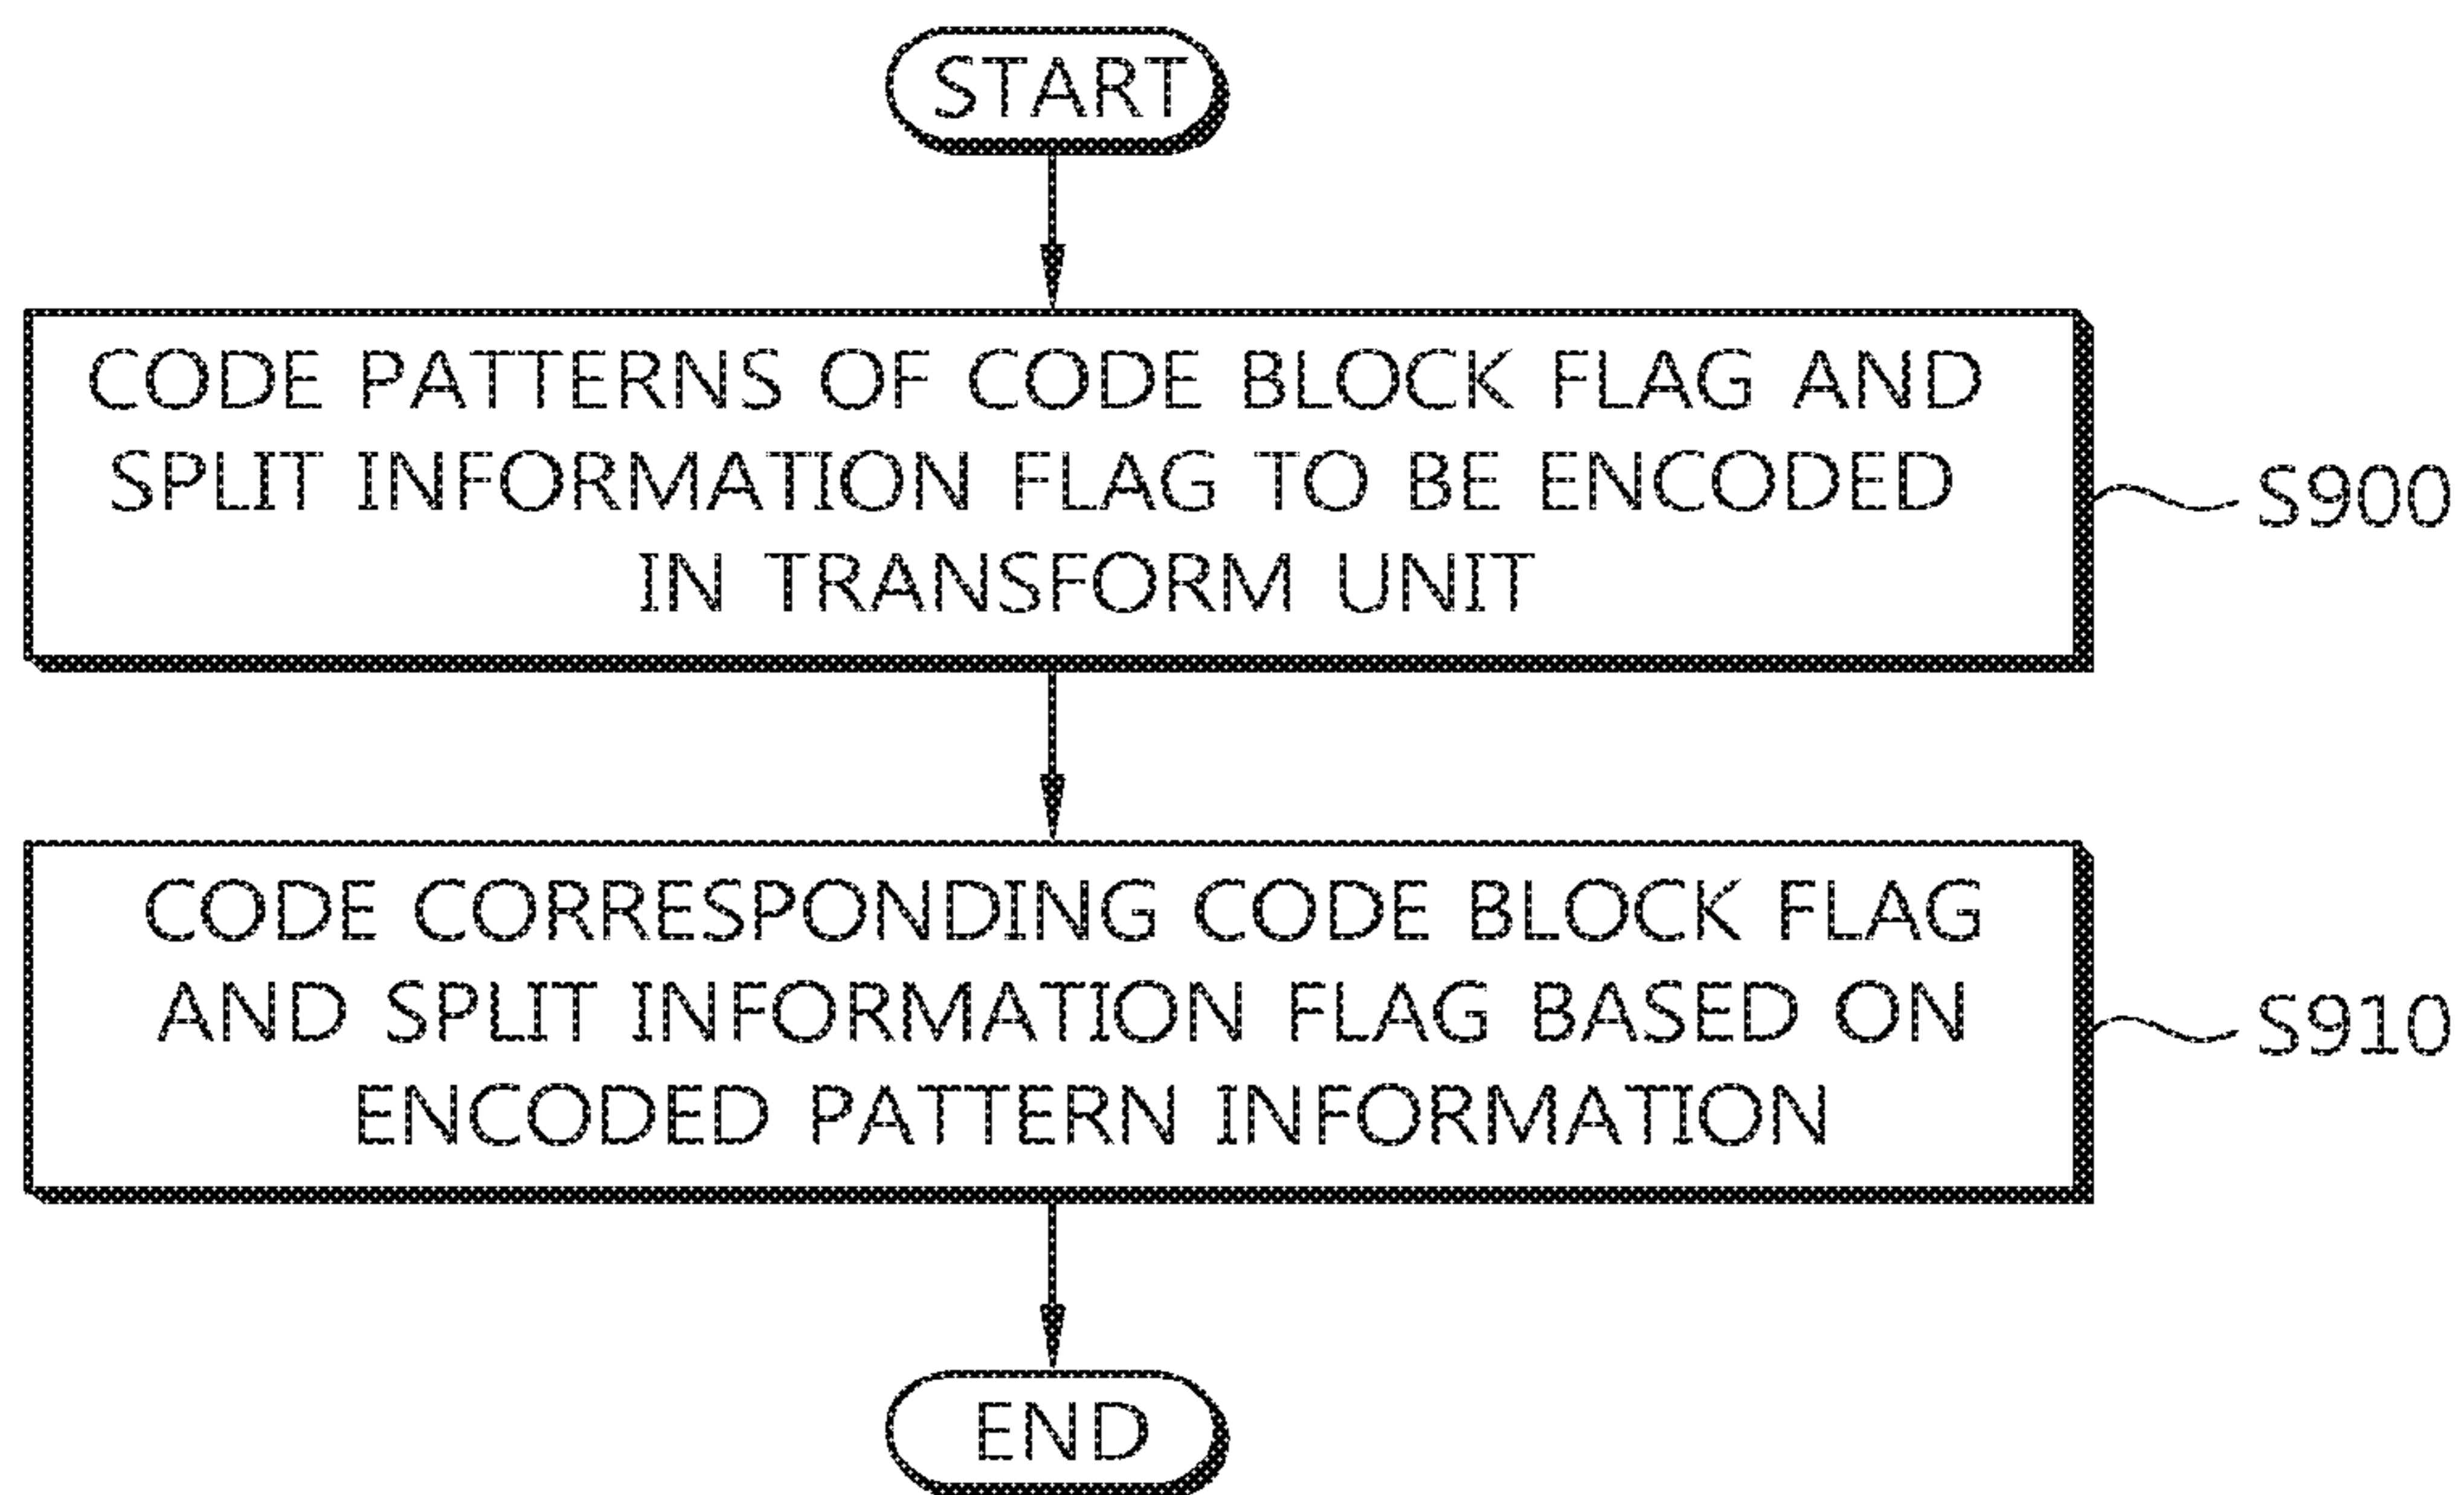 START
CODE PATTERNS OF CODE BLOCK FLAG AND
SPLIT INFORMATION FLAG TO BE ENCODED
IN TRANSFORM UNIT
S900
CODE CORRESPONDING CODE BLOCK FLAG
AND SPLIT INFORMATION FLAG BASED ON
ENCODED PATTERN INFORMATION
S910
END